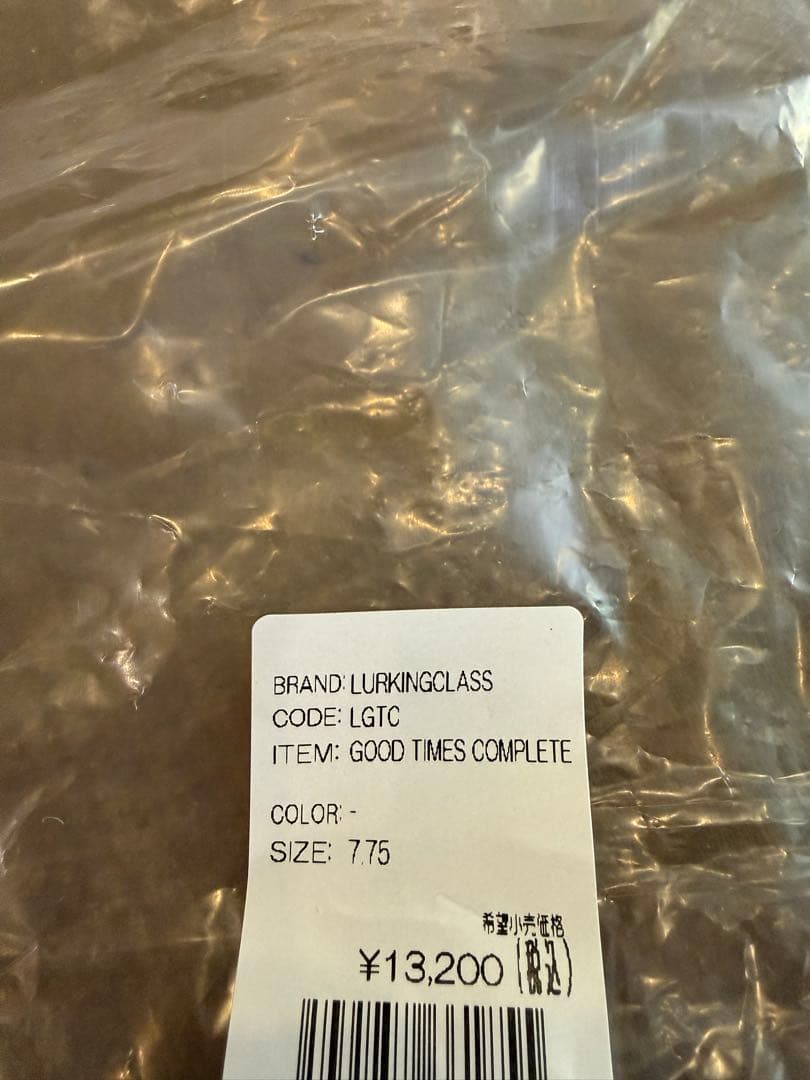 BRAND: LURKINGCLASS
CODE: LGTC
ITEM: GOOD TIMES COMPLETE
COLOR: -
SIZE: 7.75
希望小売価格
¥13,200 (税込)